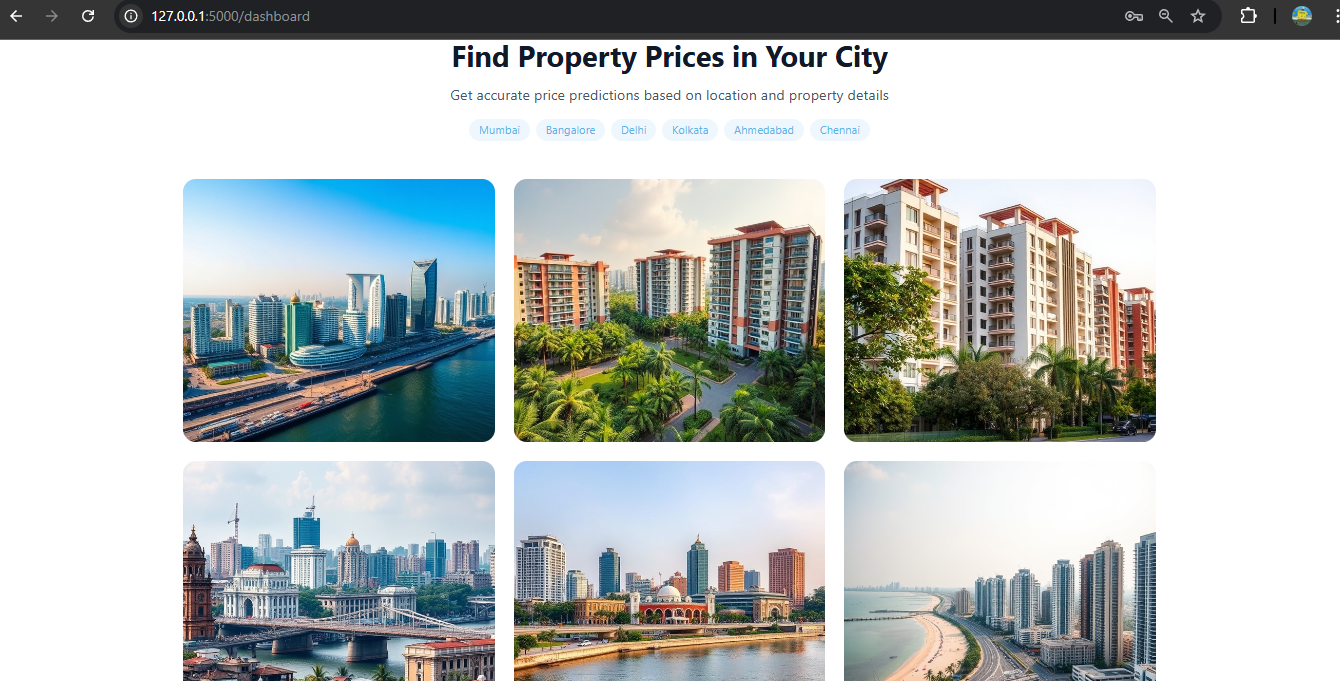 127.0.0.1:5000/dashboard
Find Property Prices in Your City
Get accurate price predictions based on location and property details
Mumbai Bangalore Delhi Kolkata Ahmedabad Chennai